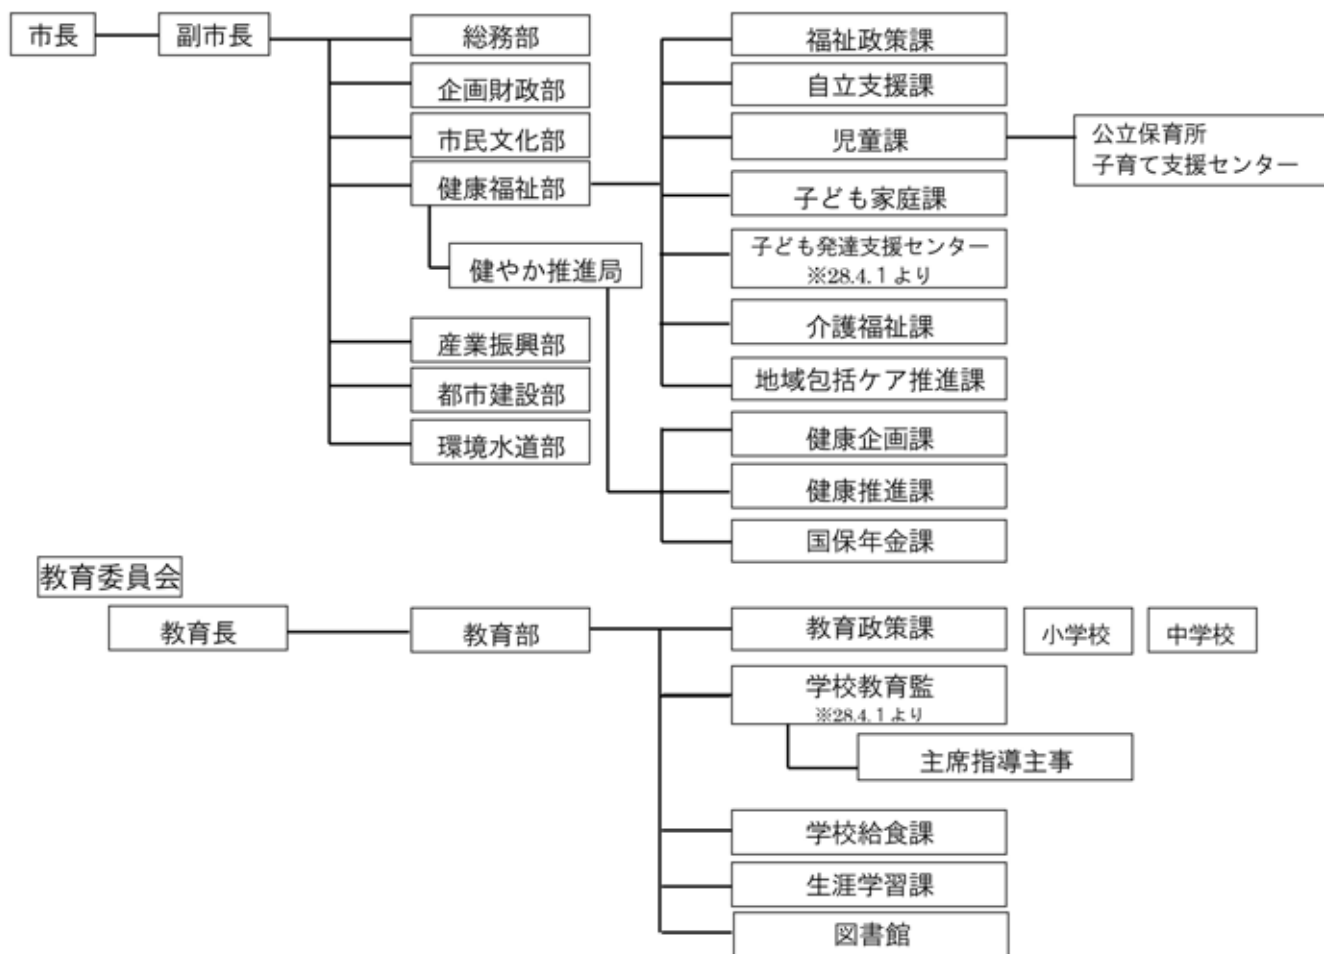 市長
副市長
総務部
企画財政部
市民文化部
健康福祉部
健やか推進局
産業振興部
都市建設部
環境水道部
福祉政策課
自立支援課
児童課
公立保育所
子育て支援センター
子ども家庭課
子ども発達支援センター
※28.4.1より
介護福祉課
地域包括ケア推進課
健康企画課
健康推進課
国保年金課
教育委員会
教育長
教育部
教育政策課
小学校
中学校
学校教育監
※28.4.1より
主席指導主事
学校給食課
生涯学習課
図書館